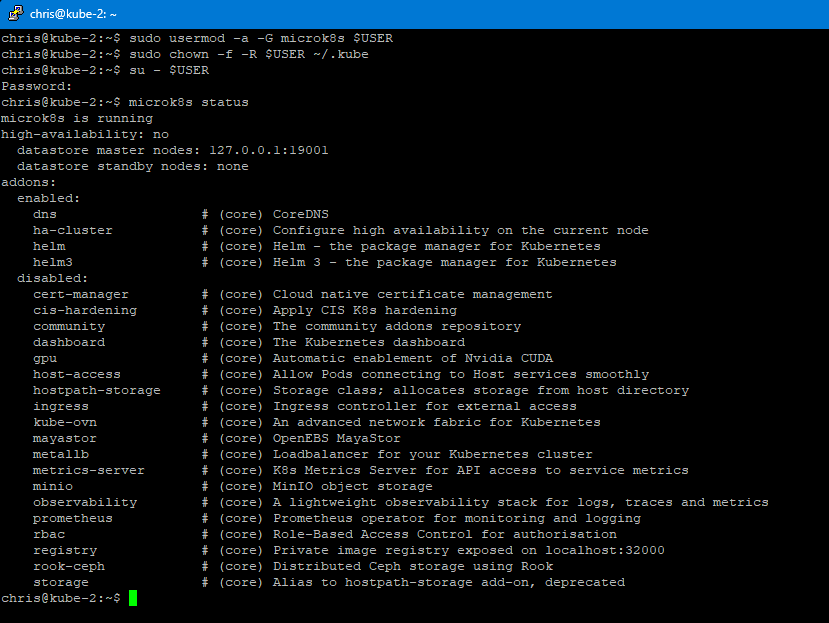 chris@kube-2: ~
chris@kube-2:~$ sudo usermod -a -G microk8s $USER
chris@kube-2:~$ sudo chown -f -R $USER ~/.kube
chris@kube-2:~$ su - $USER
Password:
chris@kube-2:~$ microk8s status
microk8s is running
high-availability: no
  datastore master nodes: 127.0.0.1:19001
  datastore standby nodes: none
addons:
  enabled:
    dns                  # (core) CoreDNS
    ha-cluster           # (core) Configure high availability on the current node
    helm                 # (core) Helm - the package manager for Kubernetes
    helm3                # (core) Helm 3 - the package manager for Kubernetes
  disabled:
    cert-manager         # (core) Cloud native certificate management
    cis-hardening        # (core) Apply CIS K8s hardening
    community            # (core) The community addons repository
    dashboard            # (core) The Kubernetes dashboard
    gpu                  # (core) Automatic enablement of Nvidia CUDA
    host-access          # (core) Allow Pods connecting to Host services smoothly
    hostpath-storage     # (core) Storage class; allocates storage from host directory
    ingress              # (core) Ingress controller for external access
    kube-ovn             # (core) An advanced network fabric for Kubernetes
    mayastor             # (core) OpenEBS MayaStor
    metallb              # (core) Loadbalancer for your Kubernetes cluster
    metrics-server       # (core) K8s Metrics Server for API access to service metrics
    minio                # (core) MinIO object storage
    observability        # (core) A lightweight observability stack for logs, traces and metrics
    prometheus           # (core) Prometheus operator for monitoring and logging
    rbac                 # (core) Role-Based Access Control for authorisation
    registry             # (core) Private image registry exposed on localhost:32000
    rook-ceph            # (core) Distributed Ceph storage using Rook
    storage              # (core) Alias to hostpath-storage add-on, deprecated
chris@kube-2:~$